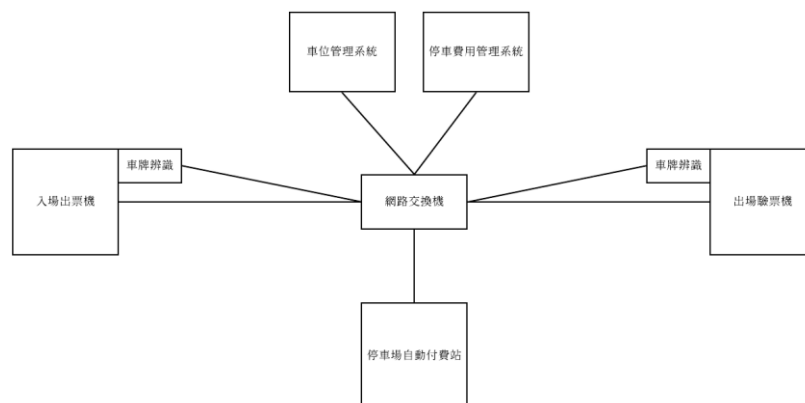 車位管理系統
停車費用管理系統
車牌辨識
車牌辨識
入場出票機
網路交換機
出場驗票機
停車場自動付費站